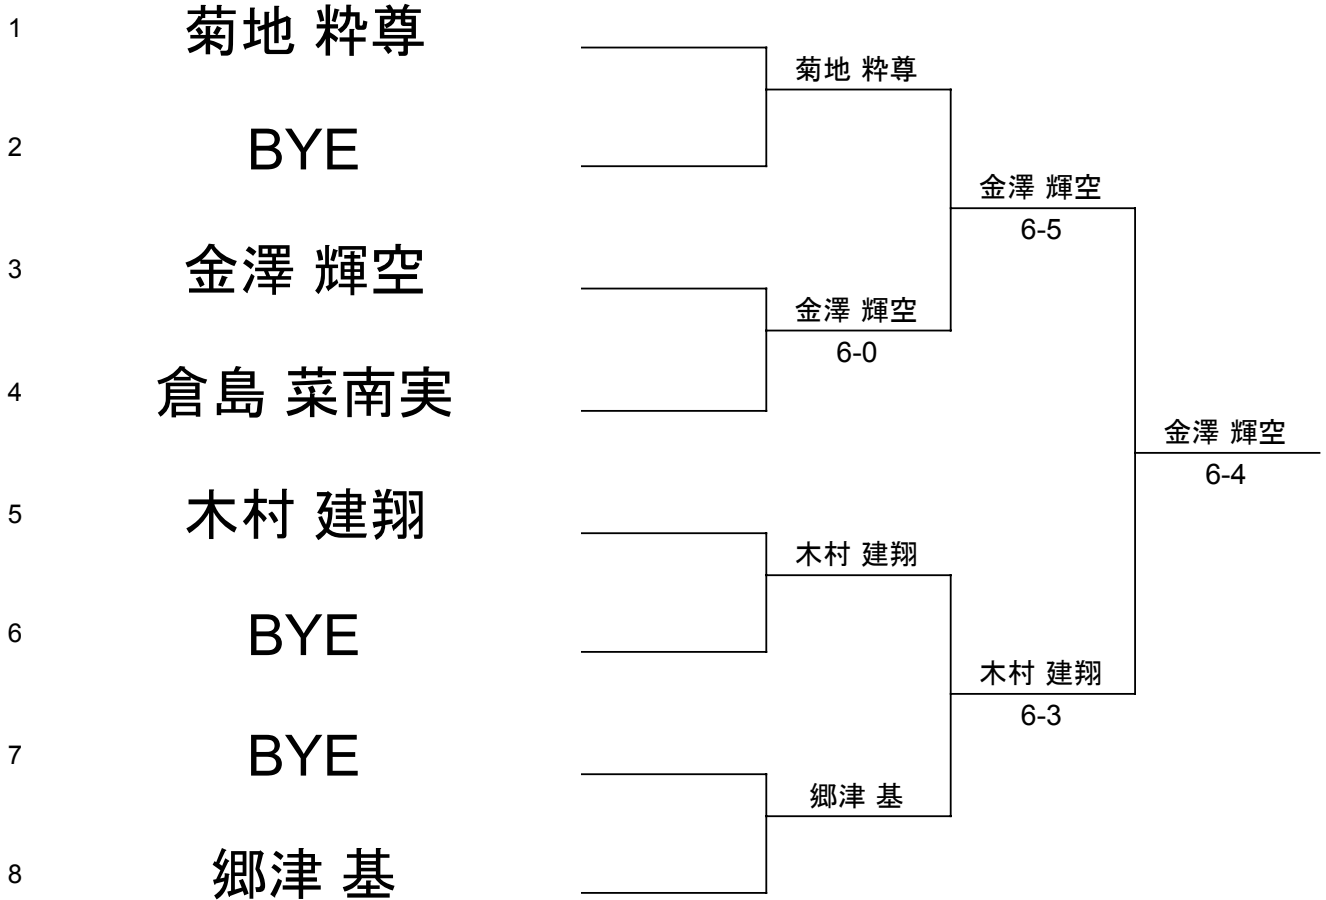 1 菊地 粋尊
菊地 粋尊
2 BYE
金澤 輝空
6-5
3 金澤 輝空
金澤 輝空
6-0
4 倉島 菜南実
金澤 輝空
6-4
5 木村 建翔
木村 建翔
6 BYE
木村 建翔
6-3
7 BYE
郷津 基
8 郷津 基